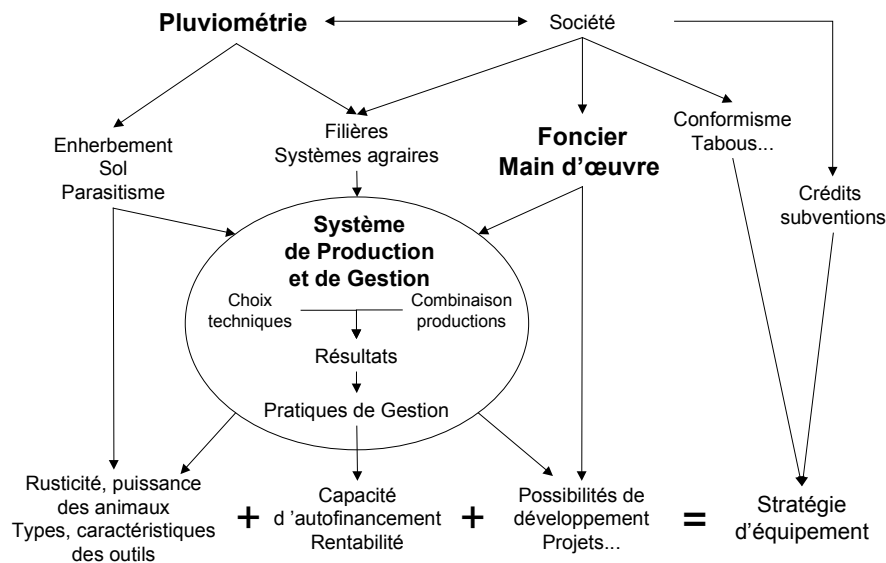 Pluviométrie
Société
Enherbement
Sol
Parasitisme
Filières
Systèmes agraires
Foncier
Main d'œuvre
Conformisme
Tabous...
Crédits
subventions
Système
de Production
et de Gestion
Choix
techniques
Combinaison
productions
Résultats
Pratiques de Gestion
Rusticité, puissance
des animaux
Types, caractéristiques
des outils
+
Capacité
d 'autofinancement
Rentabilité
+
Possibilités de
développement
Projets...
=
Stratégie
d'équipement